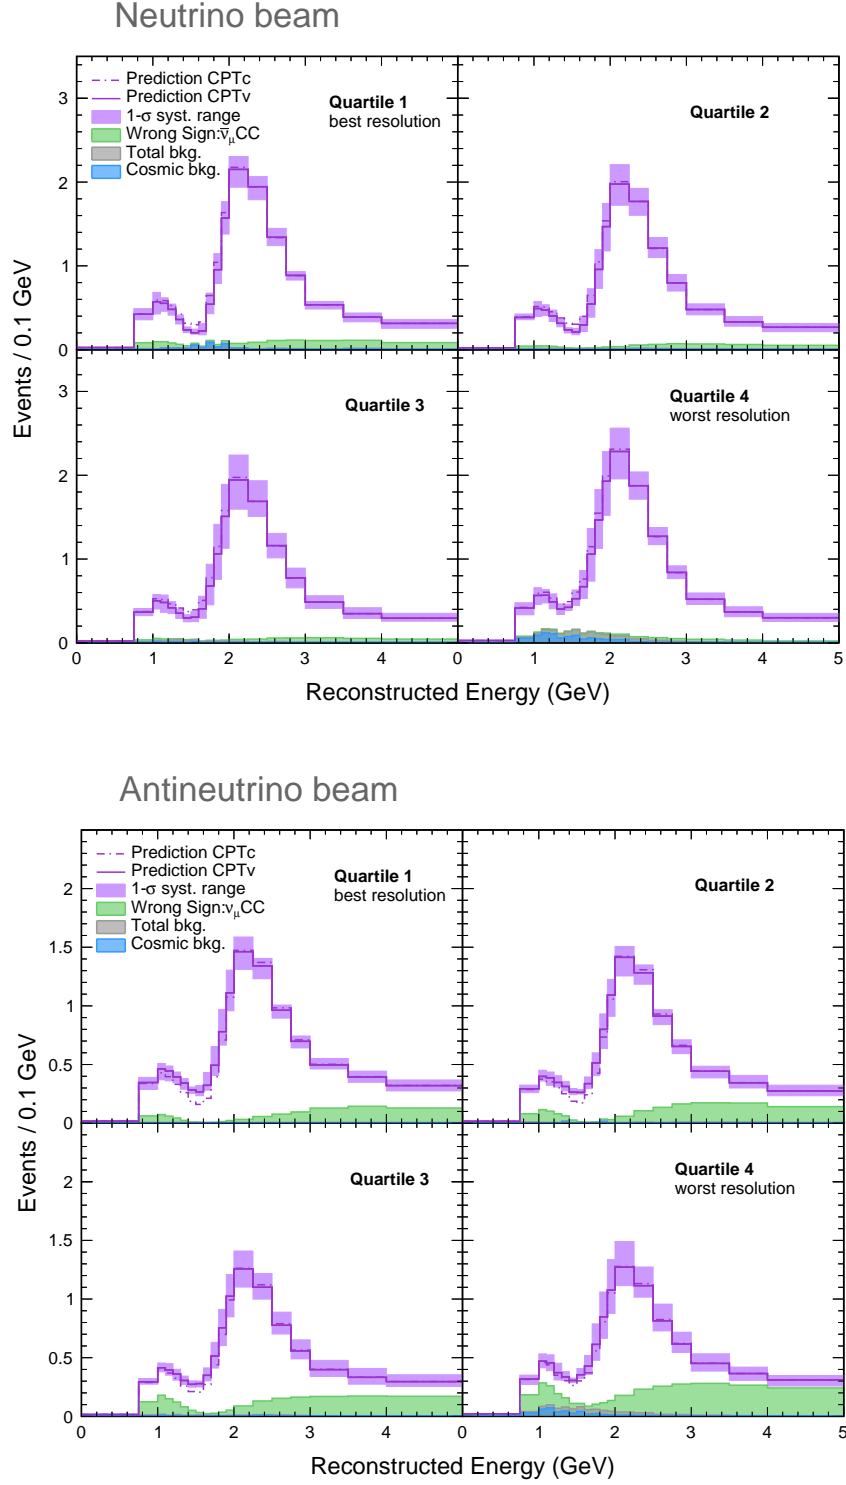 Neutrino beam
Prediction CPTc
Prediction CPTv
1-σ syst. range
Wrong Sign:ν̅μCC
Total bkg.
Cosmic bkg.
Quartile 1
best resolution
Quartile 2
3
2
1
0
Quartile 3
Quartile 4
worst resolution
3
2
1
0
0 1 2 3 4 0 1 2 3 4 5
Events / 0.1 GeV
Reconstructed Energy (GeV)
Antineutrino beam
Prediction CPTc
Prediction CPTv
1-σ syst. range
Wrong Sign:νμCC
Total bkg.
Cosmic bkg.
Quartile 1
best resolution
Quartile 2
2
1.5
1
0.5
0
Quartile 3
Quartile 4
worst resolution
2
1.5
1
0.5
0
0 1 2 3 4 0 1 2 3 4 5
Events / 0.1 GeV
Reconstructed Energy (GeV)